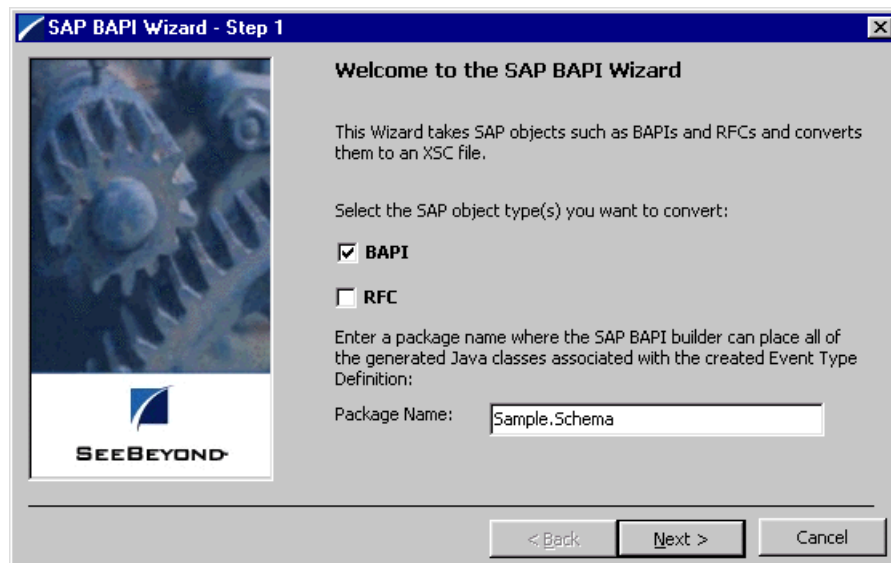 SAP BAPI Wizard - Step 1
Welcome to the SAP BAPI Wizard
This Wizard takes SAP objects such as BAPIs and RFCs and converts
them to an XSC file.
Select the SAP object type(s) you want to convert:
BAPI
RFC
Enter a package name where the SAP BAPI builder can place all of
the generated Java classes associated with the created Event Type
Definition:
Package Name: Sample.Schema
SEEBEYOND
< Back Next > Cancel